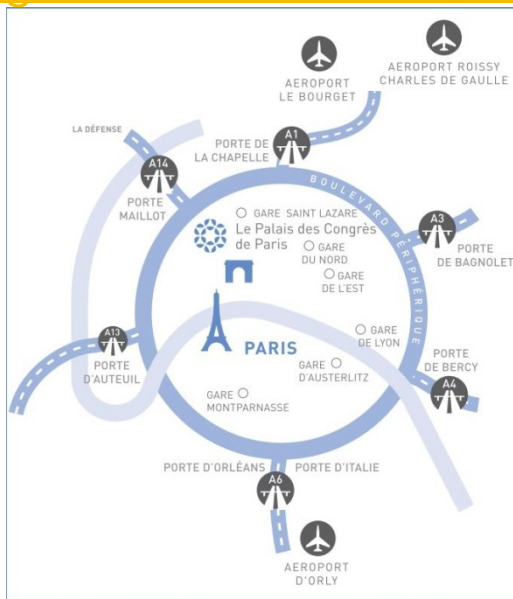 AEROPORT ROISSY
CHARLES DE GAULLE
AEROPORT
LE BOURGET
LA DÉFENSE
A1
PORTE DE
LA CHAPELLE
A14
PORTE
MAILLOT
BOULEVARD PÉRIPHÉRIQUE
GARE SAINT LAZARE
Le Palais des Congrès
de Paris
GARE
DU NORD
GARE
DE L'EST
A3
PORTE
DE BAGNOLET
A13
PORTE
D'AUTEUIL
PARIS
GARE
DE LYON
GARE
D'AUSTERLITZ
PORTE
DE BERCY
A4
GARE
MONTPARNASSE
PORTE D'ORLÉANS
PORTE D'ITALIE
A6
AEROPORT
D'ORLY